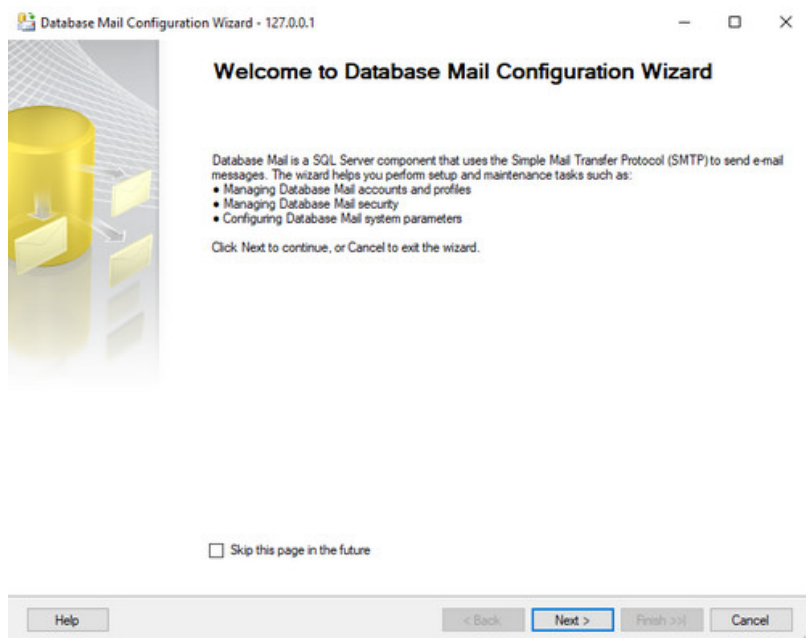 Database Mail Configuration Wizard - 127.0.0.1
Welcome to Database Mail Configuration Wizard
Database Mail is a SQL Server component that uses the Simple Mail Transfer Protocol (SMTP) to send e-mail
messages. The wizard helps you perform setup and maintenance tasks such as:
● Managing Database Mail accounts and profiles
● Managing Database Mail security
● Configuring Database Mail system parameters
Click Next to continue, or Cancel to exit the wizard.
Skip this page in the future
Help < Back Next > Finish >>| Cancel